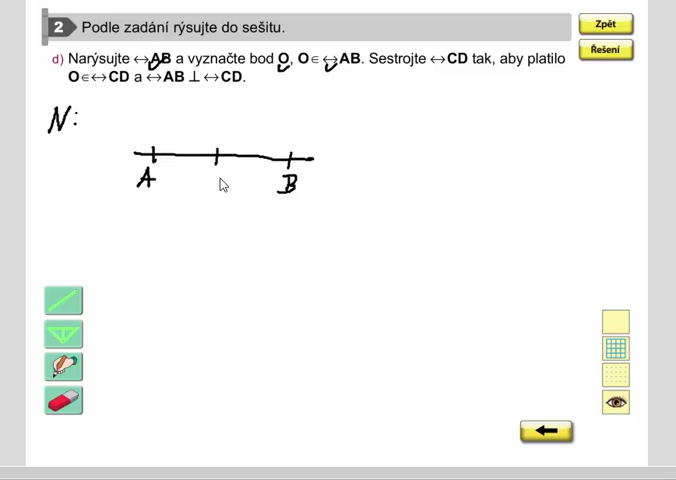 2 Podle zadání rýsujte do sešitu.
Zpět
Řešení
d) Narýsujte ↔AB a vyznačte bod O, O∈↔AB. Sestrojte ↔CD tak, aby platilo
O∈↔CD a ↔AB ⊥ ↔CD.
N:
A B